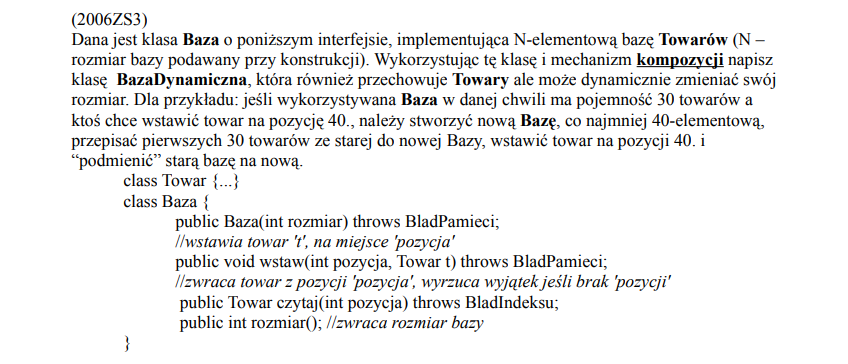 (2006ZS3)
Dana jest klasa Baza o poniższym interfejsie, implementująca N-elementową bazę Towarów (N –
rozmiar bazy podawany przy konstrukcji). Wykorzystując tę klasę i mechanizm kompozycji napisz
klasę BazaDynamiczna, która również przechowuje Towary ale może dynamicznie zmieniać swój
rozmiar. Dla przykładu: jeśli wykorzystywana Baza w danej chwili ma pojemność 30 towarów a
ktoś chce wstawić towar na pozycję 40., należy stworzyć nową Bazę, co najmniej 40-elementową,
przepisać pierwszych 30 towarów ze starej do nowej Bazy, wstawić towar na pozycji 40. i
“podmienić” starą bazę na nową.
class Towar {...}
class Baza {
public Baza(int rozmiar) throws BladPamieci;
//wstawia towar 't', na miejsce 'pozycja'
public void wstaw(int pozycja, Towar t) throws BladPamieci;
//zwraca towar z pozycji 'pozycja', wyrzuca wyjątek jeśli brak 'pozycji'
public Towar czytaj(int pozycja) throws BladIndeksu;
public int rozmiar(); //zwraca rozmiar bazy
}